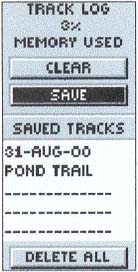 TRACK LOG
3%
MEMORY USED
CLEAR
SAVE
SAVED TRACKS
31-AUG-00
POND TRAIL
-------------
-------------
-------------
DELETE ALL